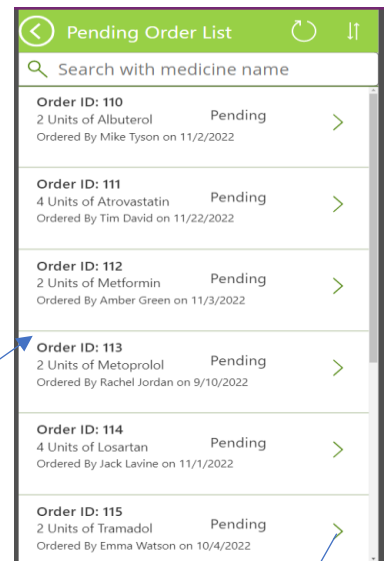 Pending Order List
Search with medicine name
Order ID: 110
2 Units of Albuterol Pending
Ordered By Mike Tyson on 11/2/2022
Order ID: 111
4 Units of Atrovastatin Pending
Ordered By Tim David on 11/22/2022
Order ID: 112
2 Units of Metformin Pending
Ordered By Amber Green on 11/3/2022
Order ID: 113
2 Units of Metoprolol Pending
Ordered By Rachel Jordan on 9/10/2022
Order ID: 114
4 Units of Losartan Pending
Ordered By Jack Lavine on 11/1/2022
Order ID: 115
2 Units of Tramadol Pending
Ordered By Emma Watson on 10/4/2022